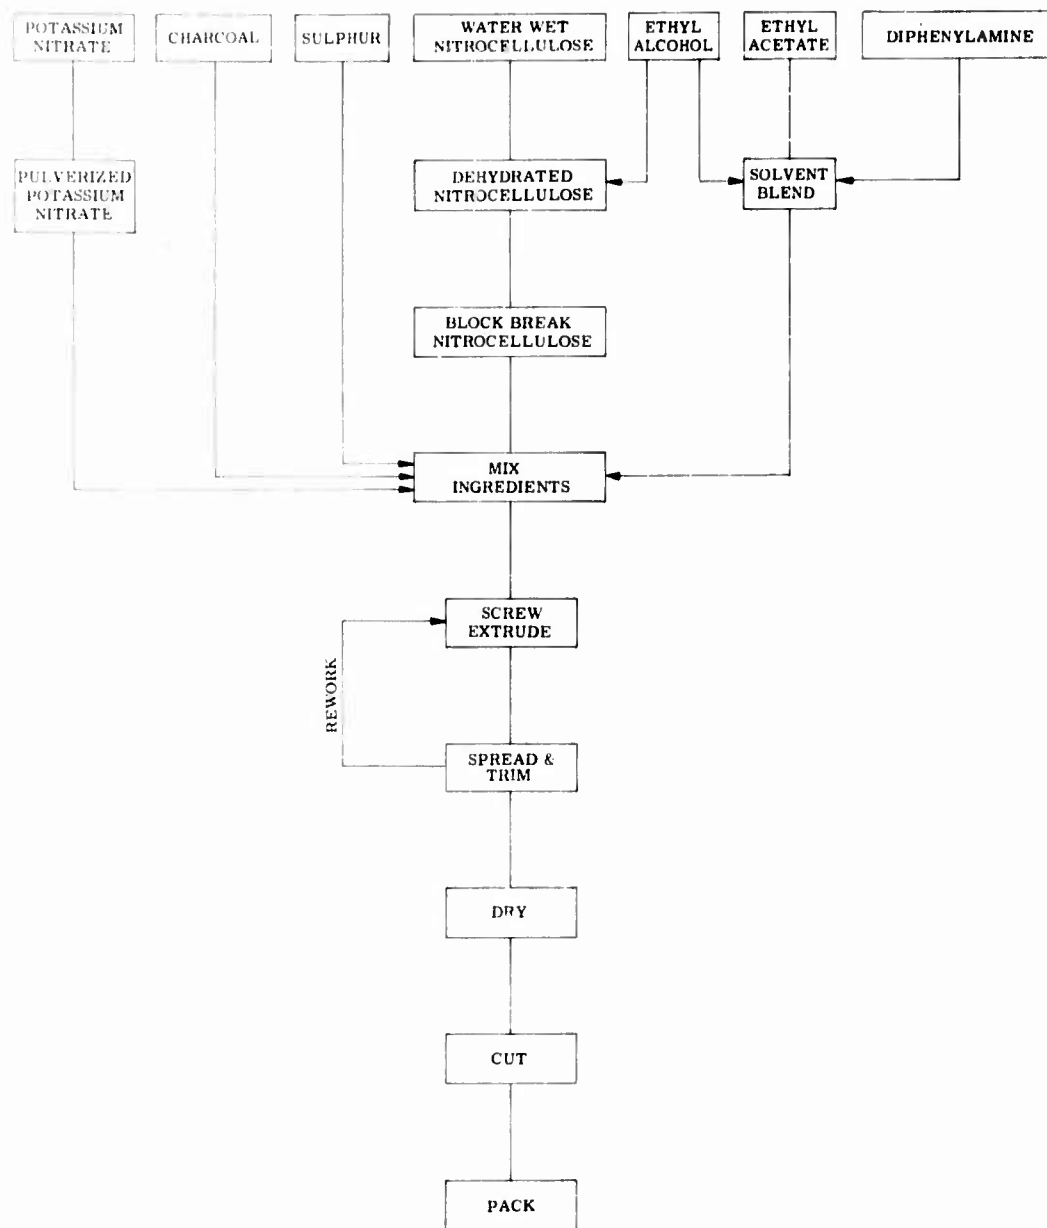 POTASSIUM
NITRATE
CHARCOAL
SULPHUR
WATER WET
NITROCELLULOSE
ETHYL
ALCOHOL
ETHYL
ACETATE
DIPHENYLAMINE
PULVERIZED
POTASSIUM
NITRATE
DEHYDRATED
NITROCELLULOSE
SOLVENT
BLEND
BLOCK BREAK
NITROCELLULOSE
MIX
INGREDIENTS
SCREW
EXTRUDE
REWORK
SPREAD &
TRIM
DRY
CUT
PACK